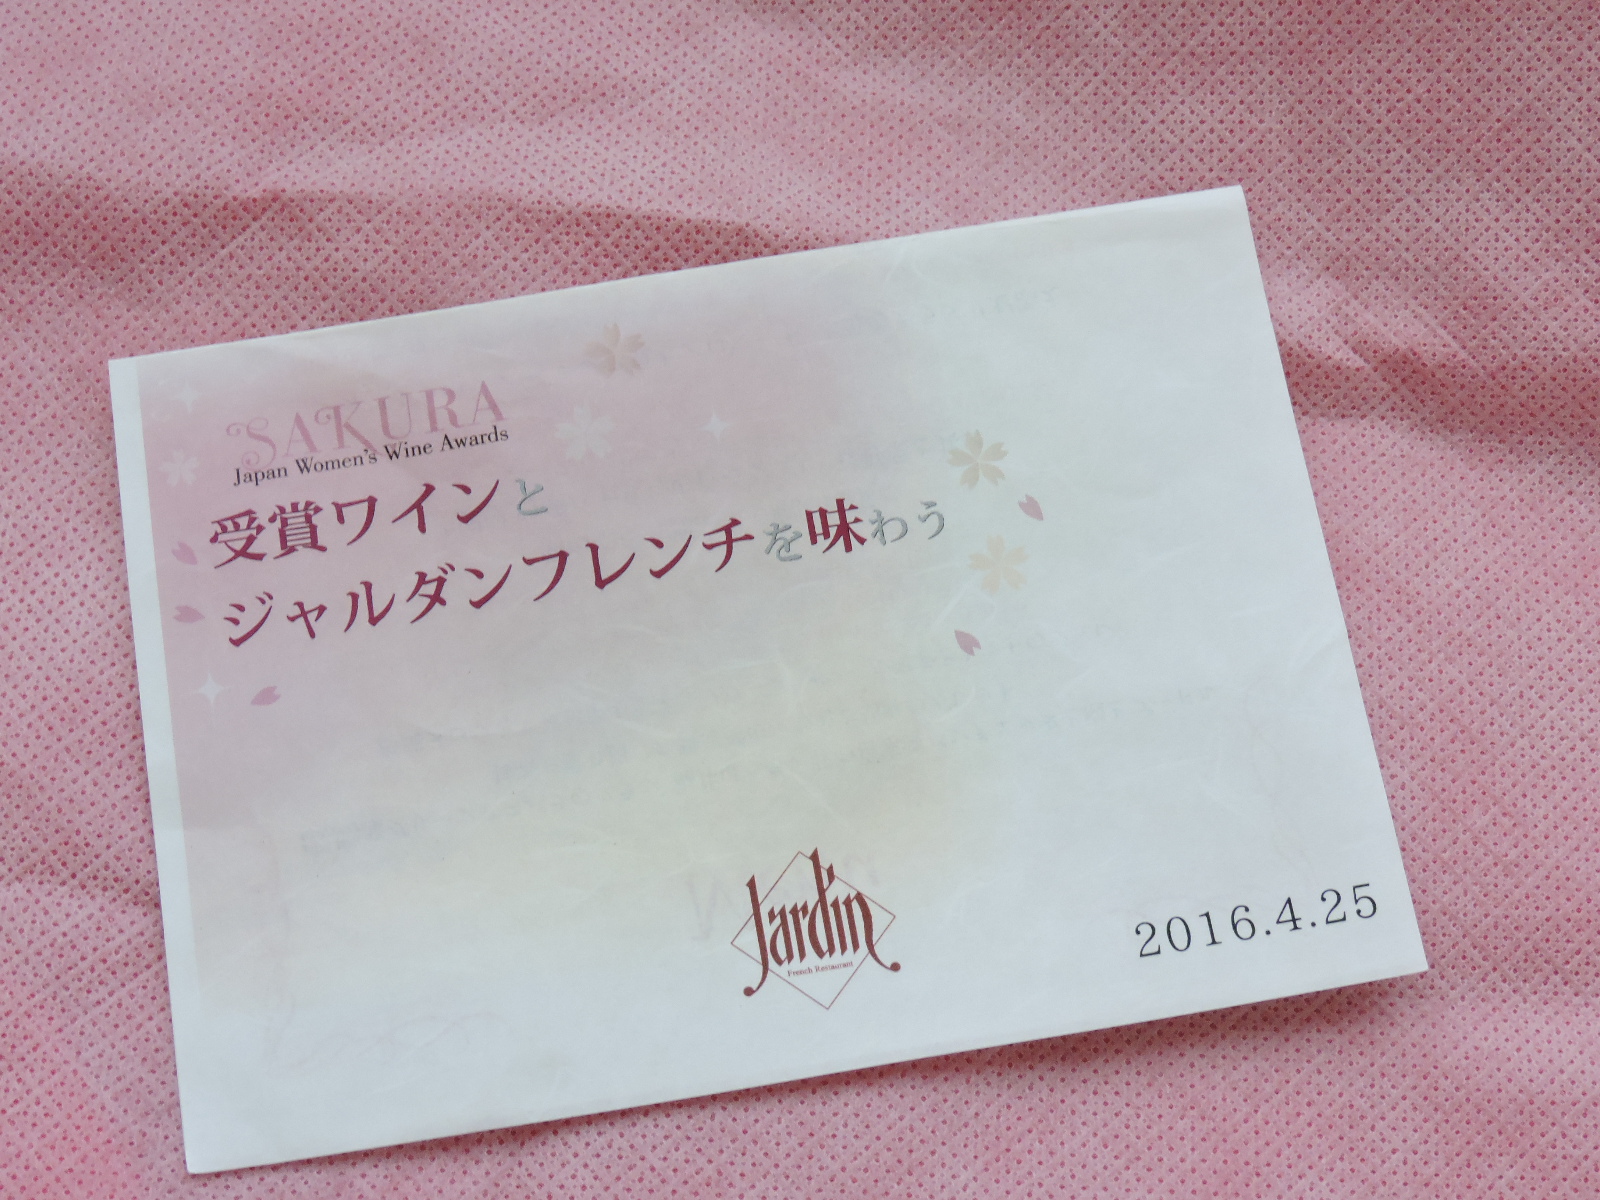 SAKURA
Japan Women's Wine Awards
受賞ワインと
ジャルダンフレンチを味わう
Jardin
French Restaurant
2016.4.25